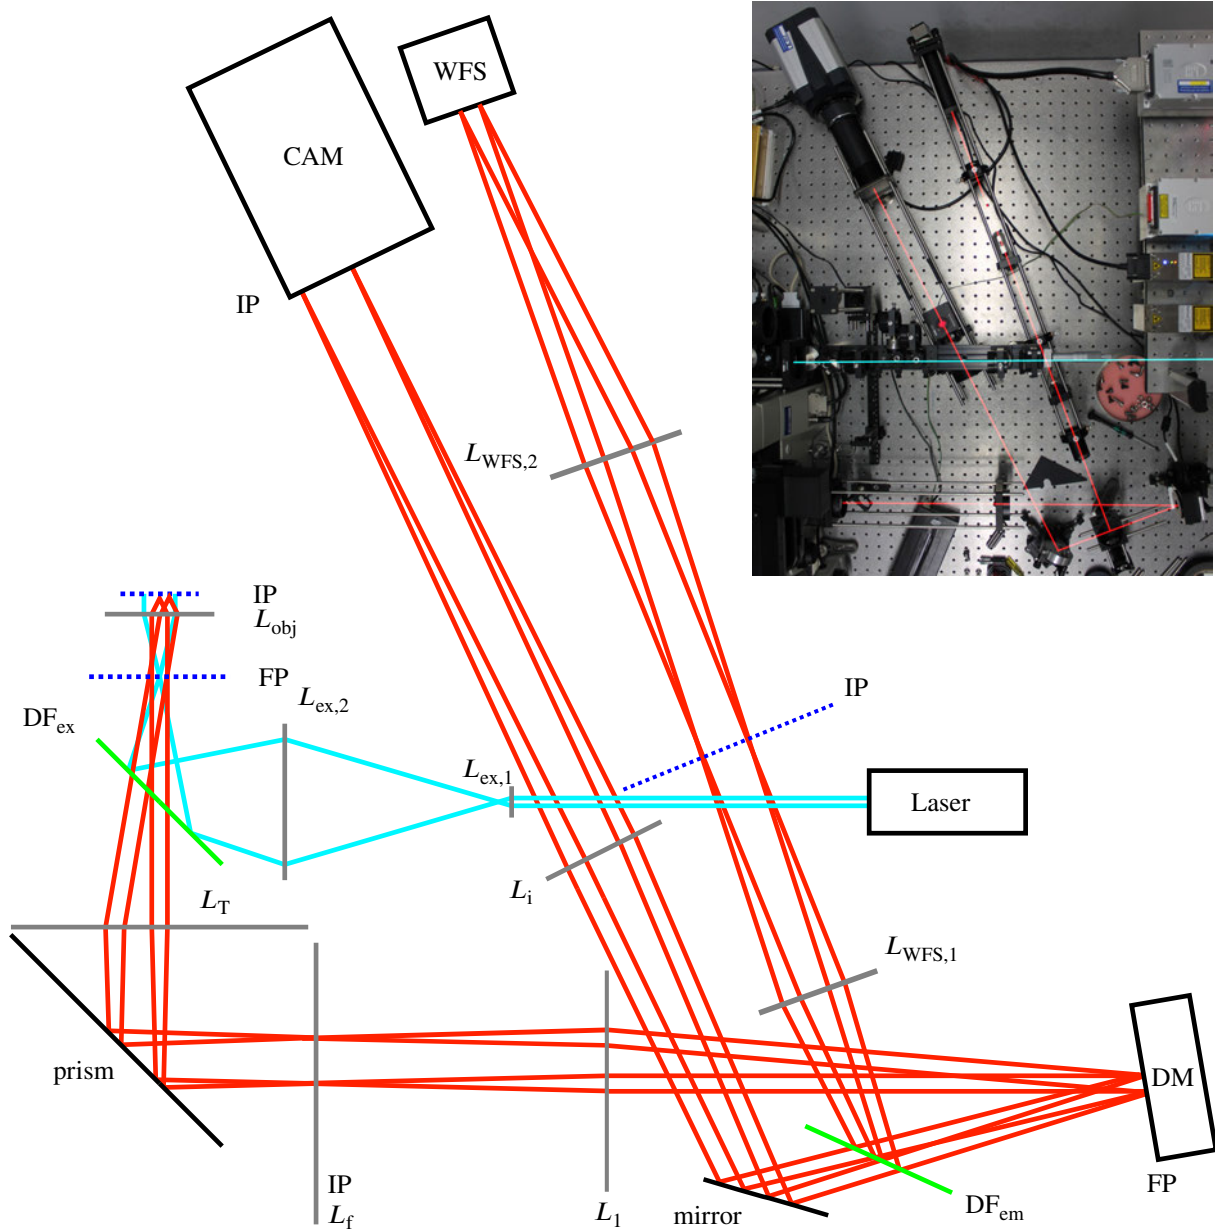 WFS
CAM
IP
L_WFS,2
IP
L_obj
FP
L_ex,2
DF_ex
IP
L_ex,1
Laser
L_i
L_T
L_WFS,1
prism
DM
IP
L_f
L_1
mirror
DF_em
FP